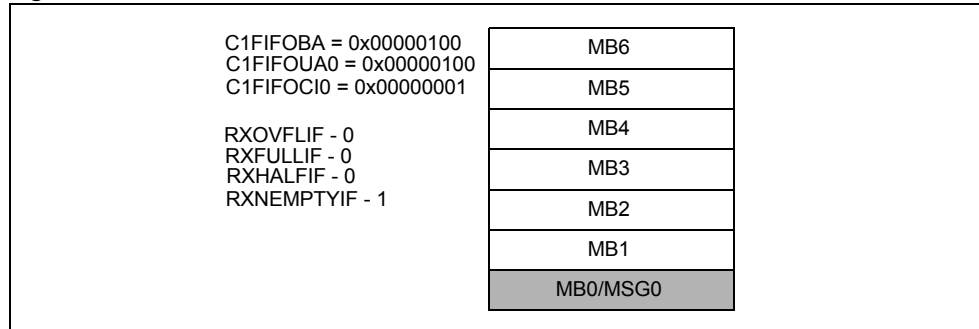 C1FIFOBA = 0x00000100
C1FIFOUA0 = 0x00000100
C1FIFOCI0 = 0x00000001
RXOVFLIF - 0
RXFULLIF - 0
RXHALFIF - 0
RXNEMPTYIF - 1
MB6
MB5
MB4
MB3
MB2
MB1
MB0/MSG0